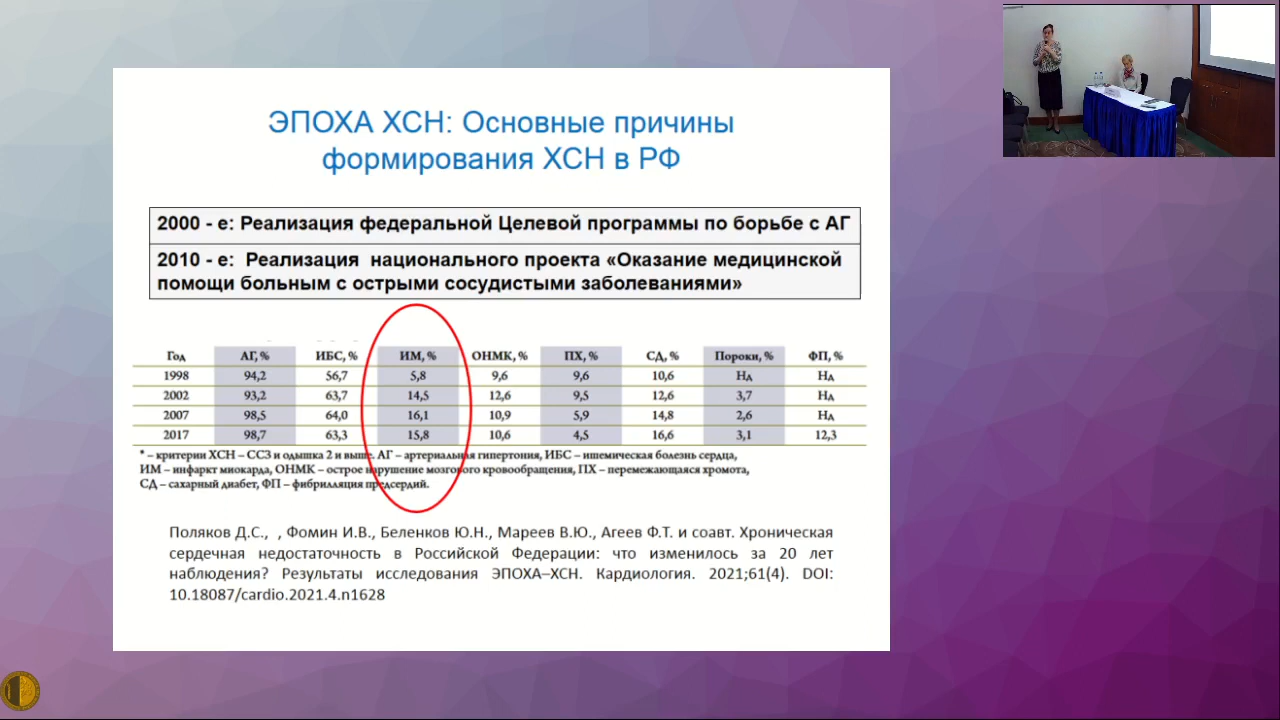 ЭПОХА ХСН: Основные причины
формирования ХСН в РФ
2000 - е: Реализация федеральной Целевой программы по борьбе с АГ
2010 - е: Реализация национального проекта «Оказание медицинской
помощи больным с острыми сосудистыми заболеваниями»
Год АГ, % ИБС, % ИМ, % ОНМК, % ПХ, % СД, % Пороки, % ФП, %
1998 94,2 56,7 5,8 9,6 9,6 10,6 Нд Нд
2002 93,2 63,7 14,5 12,6 9,5 12,6 3,7 Нд
2007 98,5 64,0 16,1 10,9 5,9 14,8 2,6 Нд
2017 98,7 63,3 15,8 10,6 4,5 16,6 3,1 12,3
* – критерии ХСН – ССЗ и одышка 2 и выше. АГ – артериальная гипертония, ИБС – ишемическая болезнь сердца,
ИМ – инфаркт миокарда, ОНМК – острое нарушение мозгового кровообращения, ПХ – перемежающаяся хромота,
СД – сахарный диабет, ФП – фибрилляция предсердий.
Поляков Д.С., , Фомин И.В., Беленков Ю.Н., Мареев В.Ю., Агеев Ф.Т. и соавт. Хроническая
сердечная недостаточность в Российской Федерации: что изменилось за 20 лет
наблюдения? Результаты исследования ЭПОХА–ХСН. Кардиология. 2021;61(4). DOI:
10.18087/cardio.2021.4.n1628